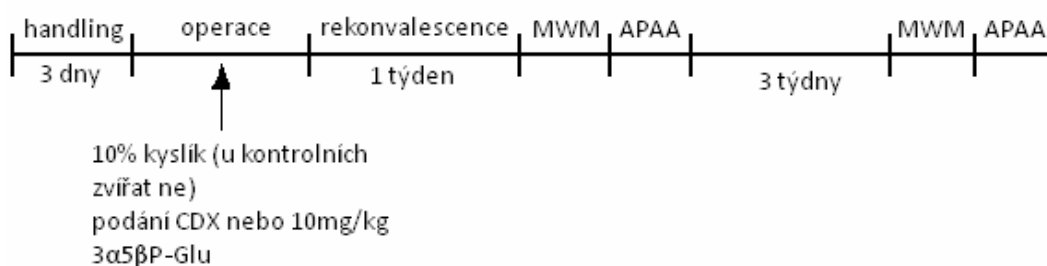 handling operace rekonvalescence MWM APAA MWM APAA
3 dny 1 týden 3 týdny
10% kyslík (u kontrolních
zvířat ne)
podání CDX nebo 10mg/kg
3α5βP-Glu